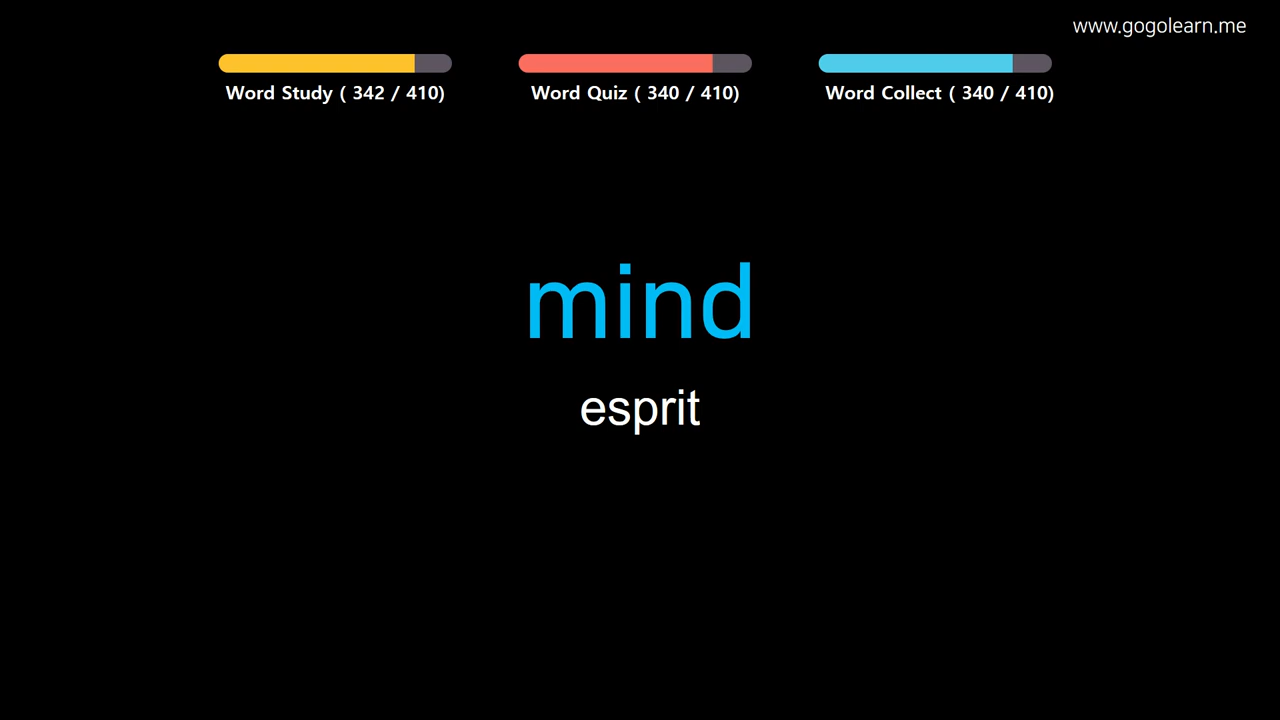 www.gogolearn.me
Word Study ( 342 / 410)
Word Quiz ( 340 / 410)
Word Collect ( 340 / 410)
mind
esprit